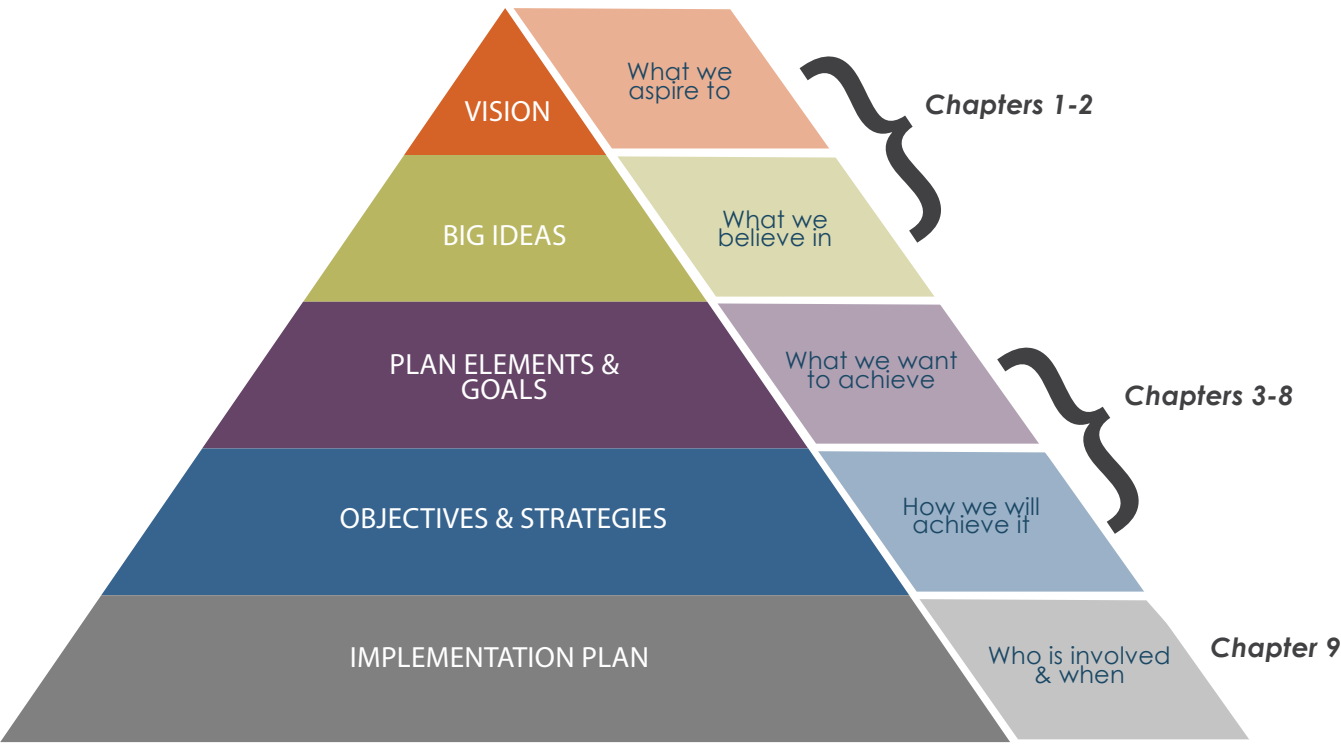 VISION
What we
aspire to
Chapters 1-2
BIG IDEAS
What we
believe in
PLAN ELEMENTS &
GOALS
What we want
to achieve
Chapters 3-8
OBJECTIVES & STRATEGIES
How we will
achieve it
IMPLEMENTATION PLAN
Who is involved
& when
Chapter 9